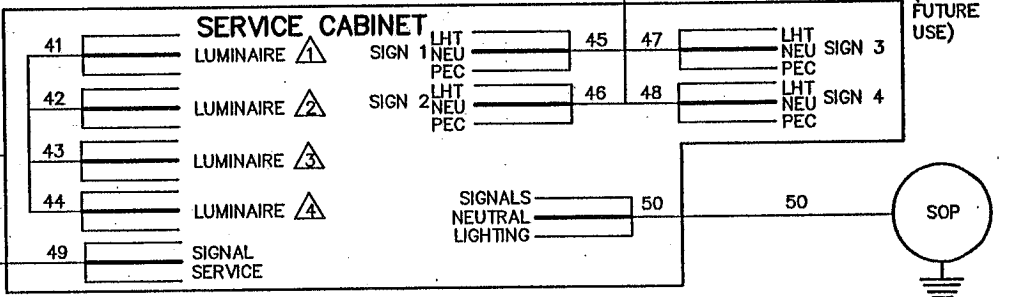 SERVICE CABINET
FUTURE
USE)
41
LUMINAIRE 1
42
LUMINAIRE 2
43
LUMINAIRE 3
44
LUMINAIRE 4
49
SIGNAL
SERVICE
SIGN 1
LHT
NEU
PEC
45
47
LHT
NEU
PEC
SIGN 3
SIGN 2
LHT
NEU
PEC
46
48
LHT
NEU
PEC
SIGN 4
SIGNALS
NEUTRAL
LIGHTING
50
50
SOP